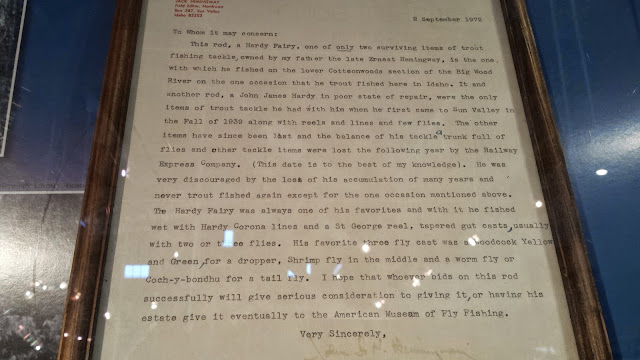 JACK HEMINGWAY
Box 357, Sun Valley
Idaho 83353
2 September 1972
To Whom it may concern:
This rod, a Hardy Fairy, one of only two surviving items of trout
fishing tackle owned by my father the late Ernest Hemingway, is the one
with which he fished on the lower Cottonwoods section of the Big Wood
River on the one occasion that he trout fished here in Idaho. It and
another rod, a John James Hardy in poor state of repair, were the only
items of trout tackle he had with him when he first came to Sun Valley in
the Fall of 1939 along with reels and lines and few flies. The other
items have since been lost and the balance of his tackle a trunk full of
flies and other tackle items were lost the following year by the Railway
Express Company. (This date is to the best of my knowledge). He was
very discouraged by the loss of his accumulation of many years and
never trout fished again except for the one occasion mentioned above.
The Hardy Fairy was always one of his favorites and with it he fished
wet with Hardy Corona lines and a St George reel, tapered gut casts, usually
with two or three flies. His favorite three fly cast was a Woodcock Yellow
and Green, for a dropper, Shrimp fly in the middle and a worm fly or
Coch-y-bondhu for a tail fly. I hope that whoever bids on this rod
successfully will give serious consideration to giving it, or having his
estate give it eventually to the American Museam of Fly Fishing.
Very Sincerely,